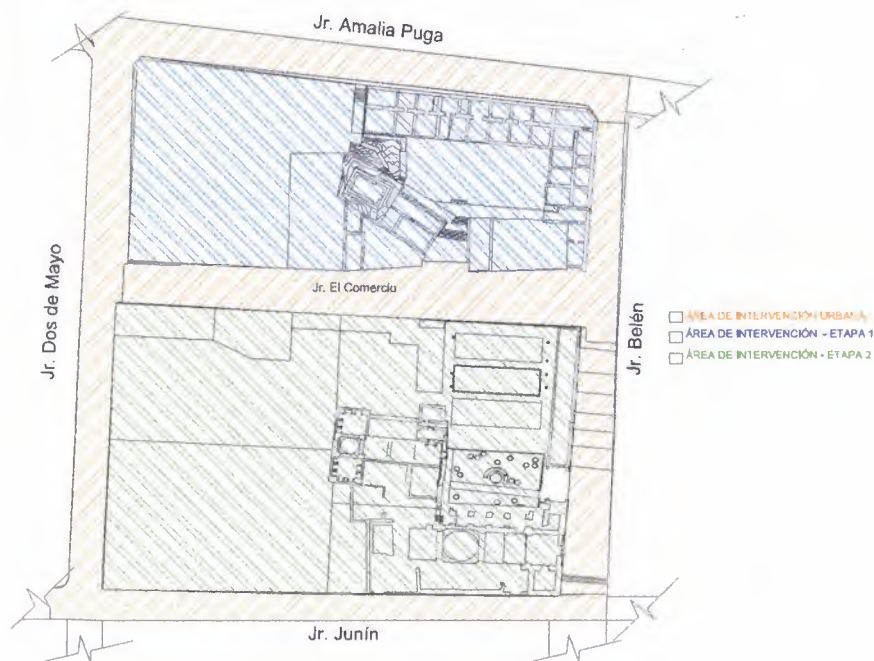 Jr. Amalia Puga
Jr. Dos de Mayo
Jr. El Comercio
Jr. Belén
ÁREA DE INTERVENCIÓN URBANA
ÁREA DE INTERVENCIÓN - ETAPA 1
ÁREA DE INTERVENCIÓN - ETAPA 2
Jr. Junín